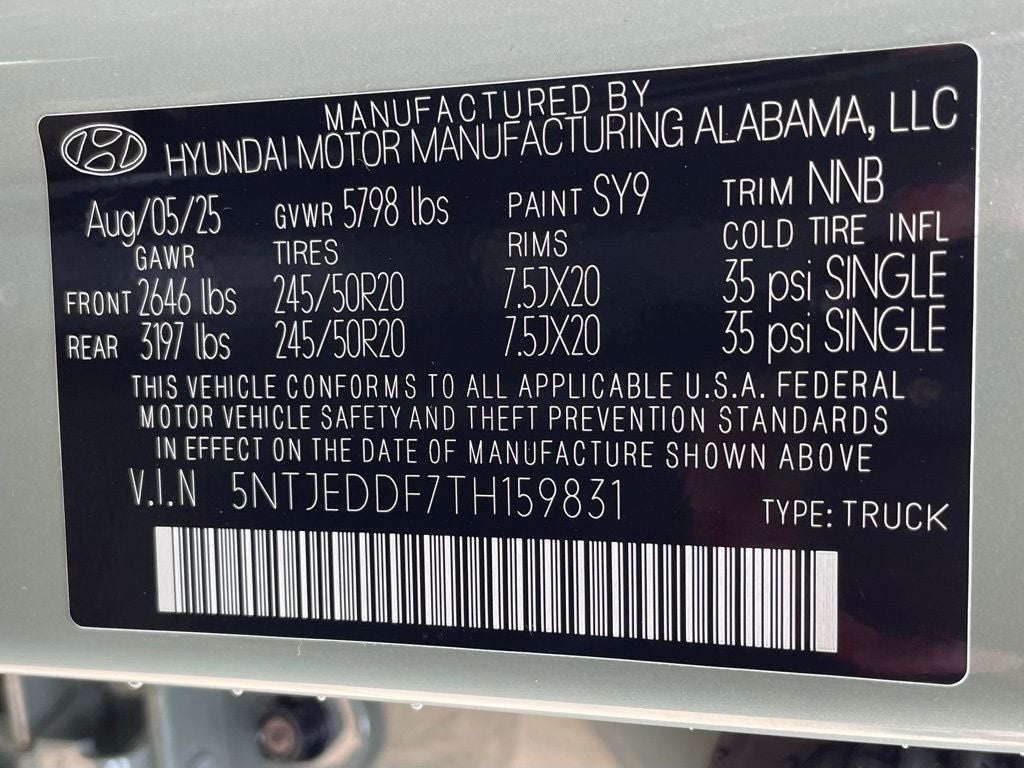 MANUFACTURED BY
HYUNDAI MOTOR MANUFACTURING ALABAMA, LLC
Aug/05/25 GVWR 5798 lbs PAINT SY9 TRIM NNB
GAWR TIRES RIMS COLD TIRE INFL
FRONT 2646 lbs 245/50R20 7.5JX20 35 psi SINGLE
REAR 3197 lbs 245/50R20 7.5JX20 35 psi SINGLE
THIS VEHICLE CONFORMS TO ALL APPLICABLE U.S.A. FEDERAL
MOTOR VEHICLE SAFETY AND THEFT PREVENTION STANDARDS
IN EFFECT ON THE DATE OF MANUFACTURE SHOWN ABOVE
V.I.N 5NTJEDDF7TH159831 TYPE: TRUCK